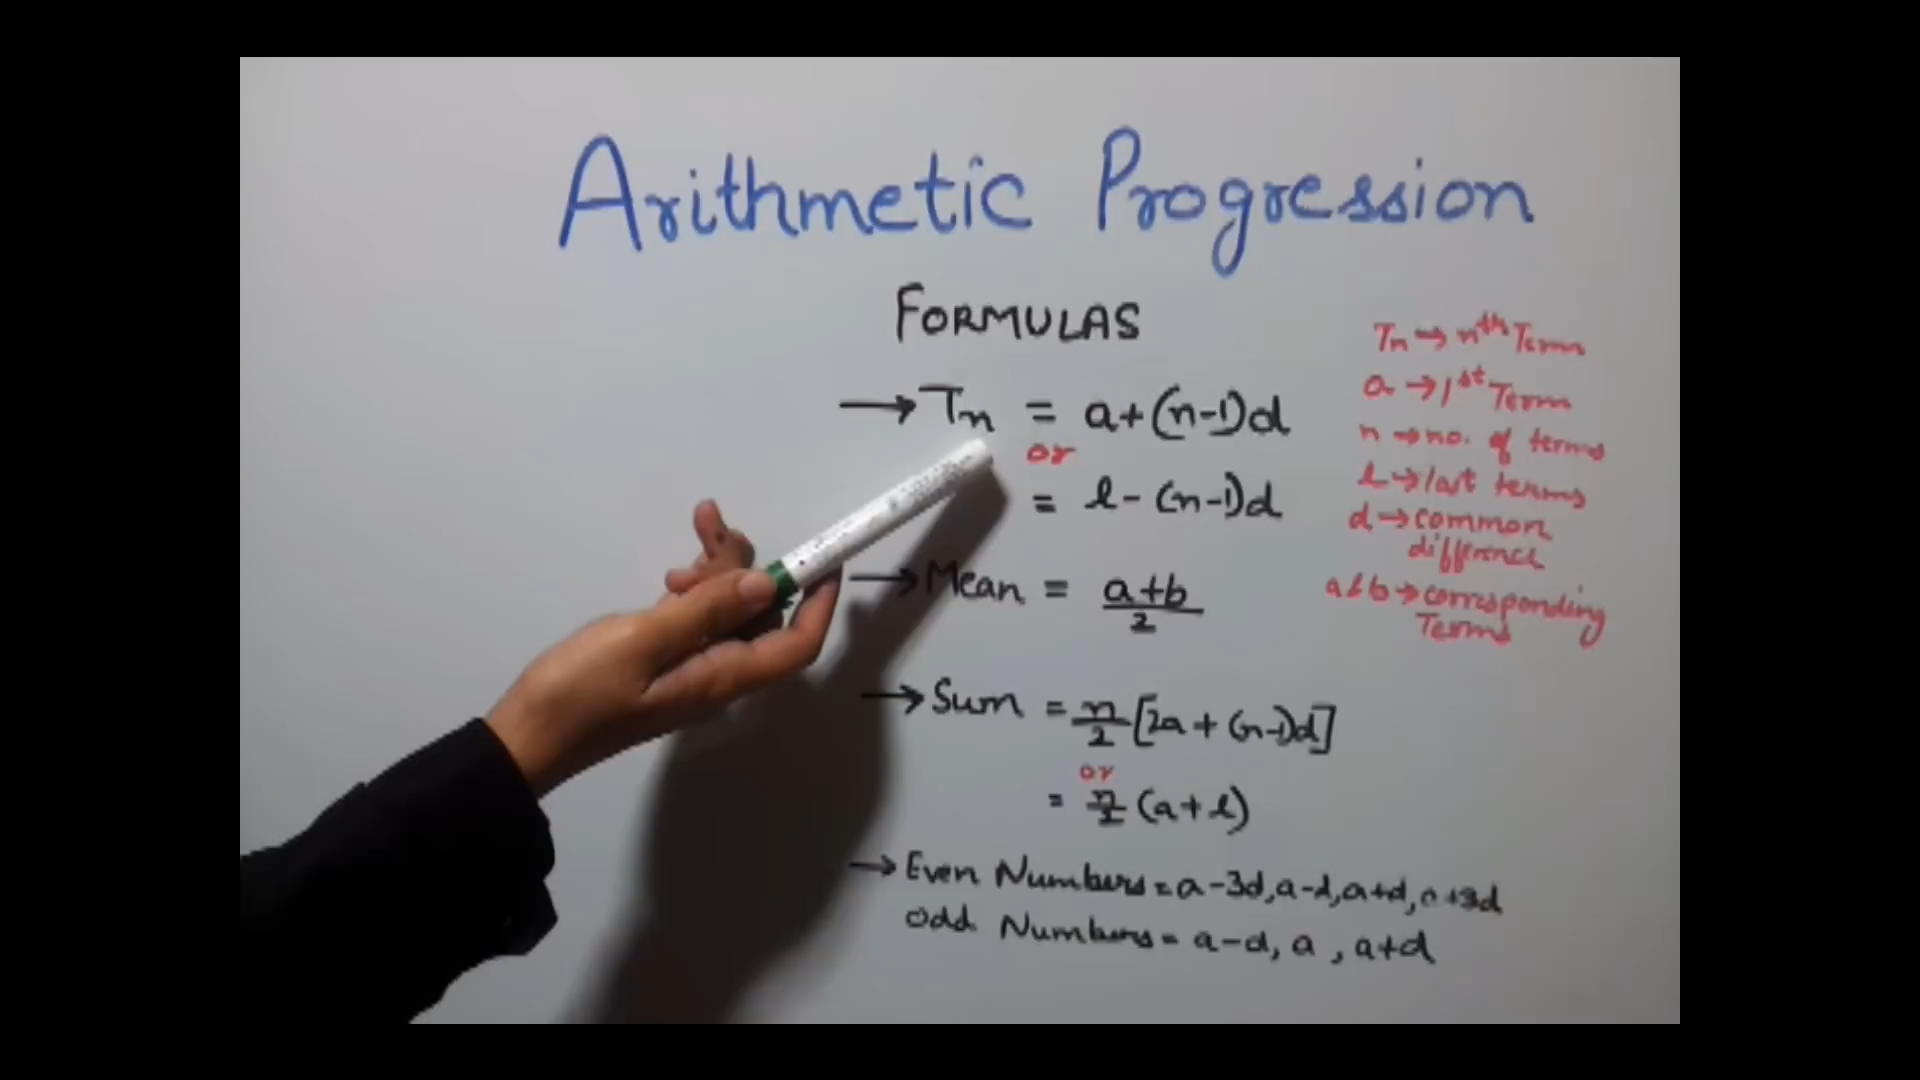 Arithmetic Progression
FORMULAS
→ Tn = a+(n-1)d
or
= l - (n-1)d
→ Mean = a+b/2
→ Sum = n/2 [2a + (n-1)d]
or
= n/2 (a+l)
→ Even Numbers = a-3d, a-d, a+d, a+3d
odd Numbers = a-d, a, a+d
Tn → nth Term
a → 1st Term
n → no. of terms
l → last terms
d → common
difference
a & b → corresponding
Terms